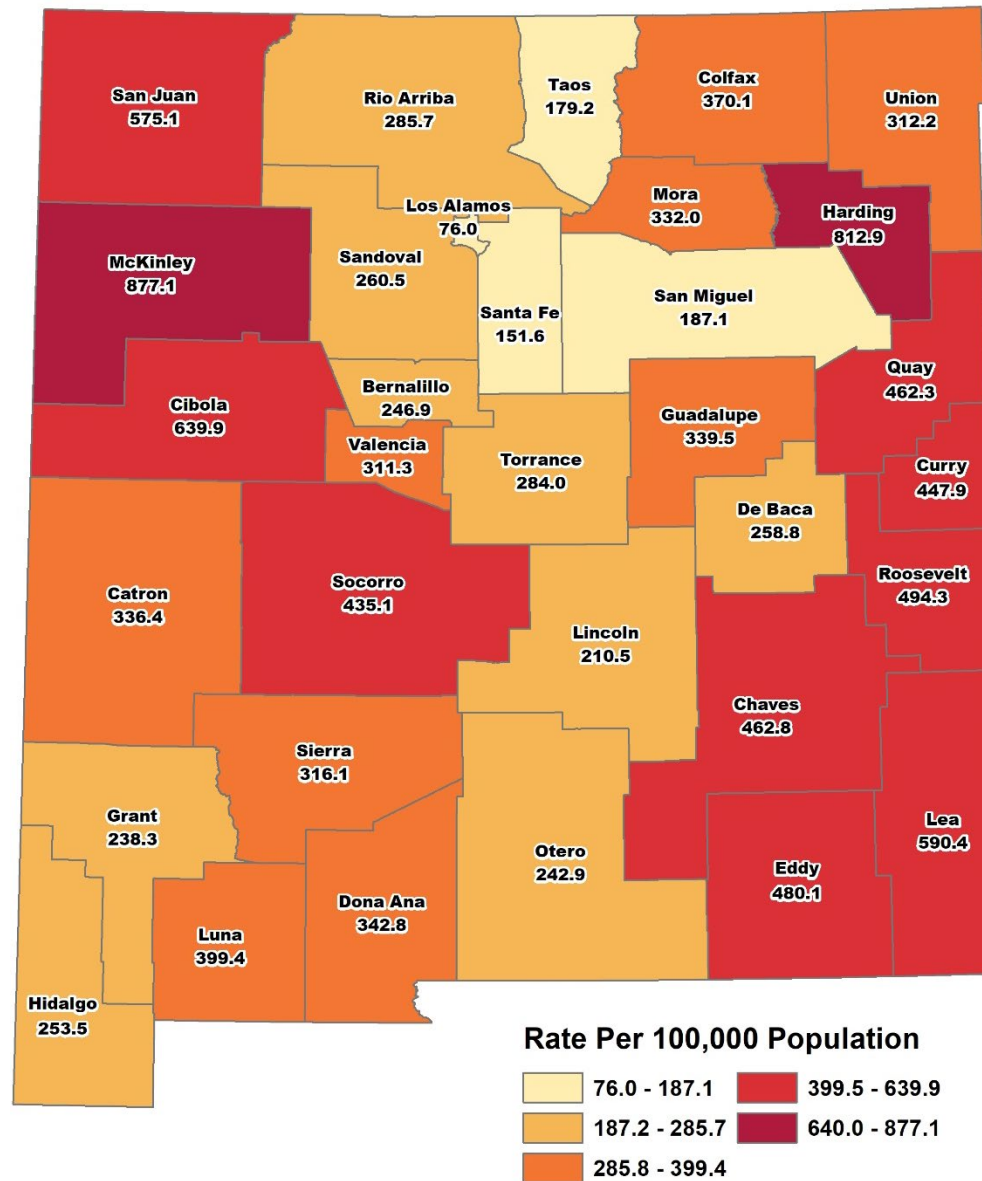 San Juan
575.1
Rio Arriba
285.7
Taos
179.2
Colfax
370.1
Union
312.2
Los Alamos
76.0
Mora
332.0
Harding
812.9
McKinley
877.1
Sandoval
260.5
Santa Fe
151.6
San Miguel
187.1
Quay
462.3
Cibola
639.9
Bernalillo
246.9
Valencia
311.3
Torrance
284.0
Guadalupe
339.5
Curry
447.9
De Baca
258.8
Roosevelt
494.3
Catron
336.4
Socorro
435.1
Lincoln
210.5
Chaves
462.8
Sierra
316.1
Grant
238.3
Otero
242.9
Eddy
480.1
Lea
590.4
Dona Ana
342.8
Luna
399.4
Hidalgo
253.5
Rate Per 100,000 Population
76.0 - 187.1
187.2 - 285.7
285.8 - 399.4
399.5 - 639.9
640.0 - 877.1